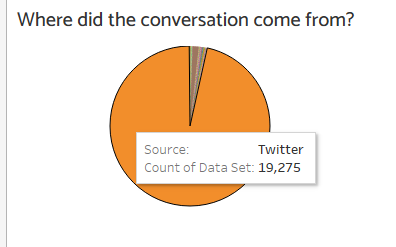 Where did the conversation come from?
Source: Twitter
Count of Data Set: 19,275